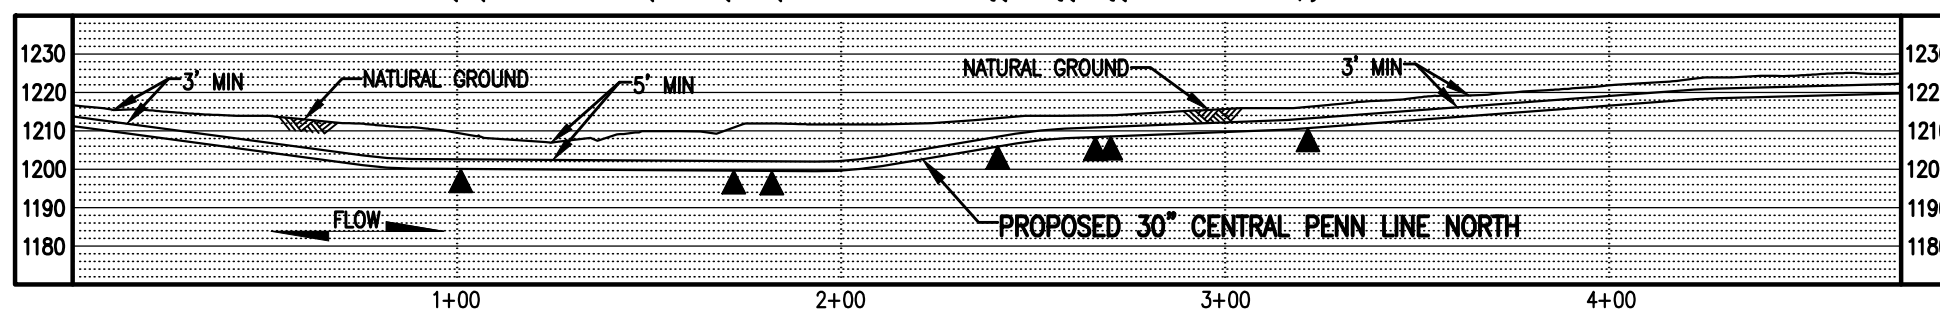 1230
1220
1210
1200
1190
1180
3' MIN
NATURAL GROUND
5' MIN
NATURAL GROUND
3' MIN
FLOW
PROPOSED 30" CENTRAL PENN LINE NORTH
1+00
2+00
3+00
4+00